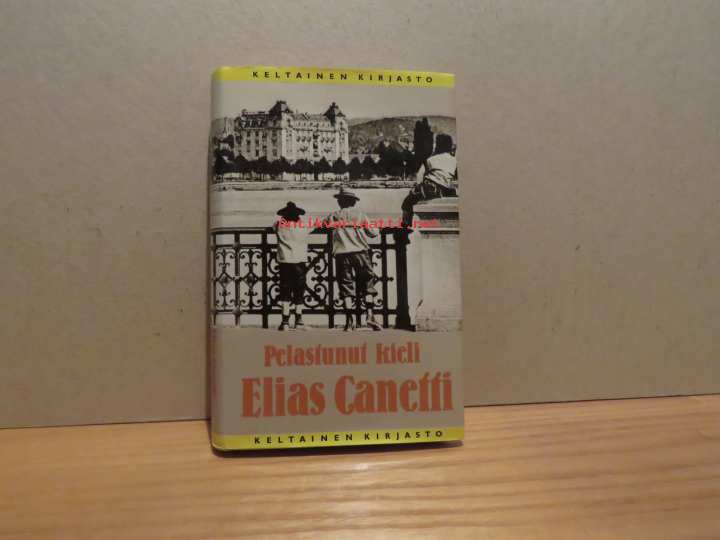 KELTAINEN KIRJASTO
Antikvariaatti.net
Pelastunut kieli
Elias Canetti
KELTAINEN KIRJASTO